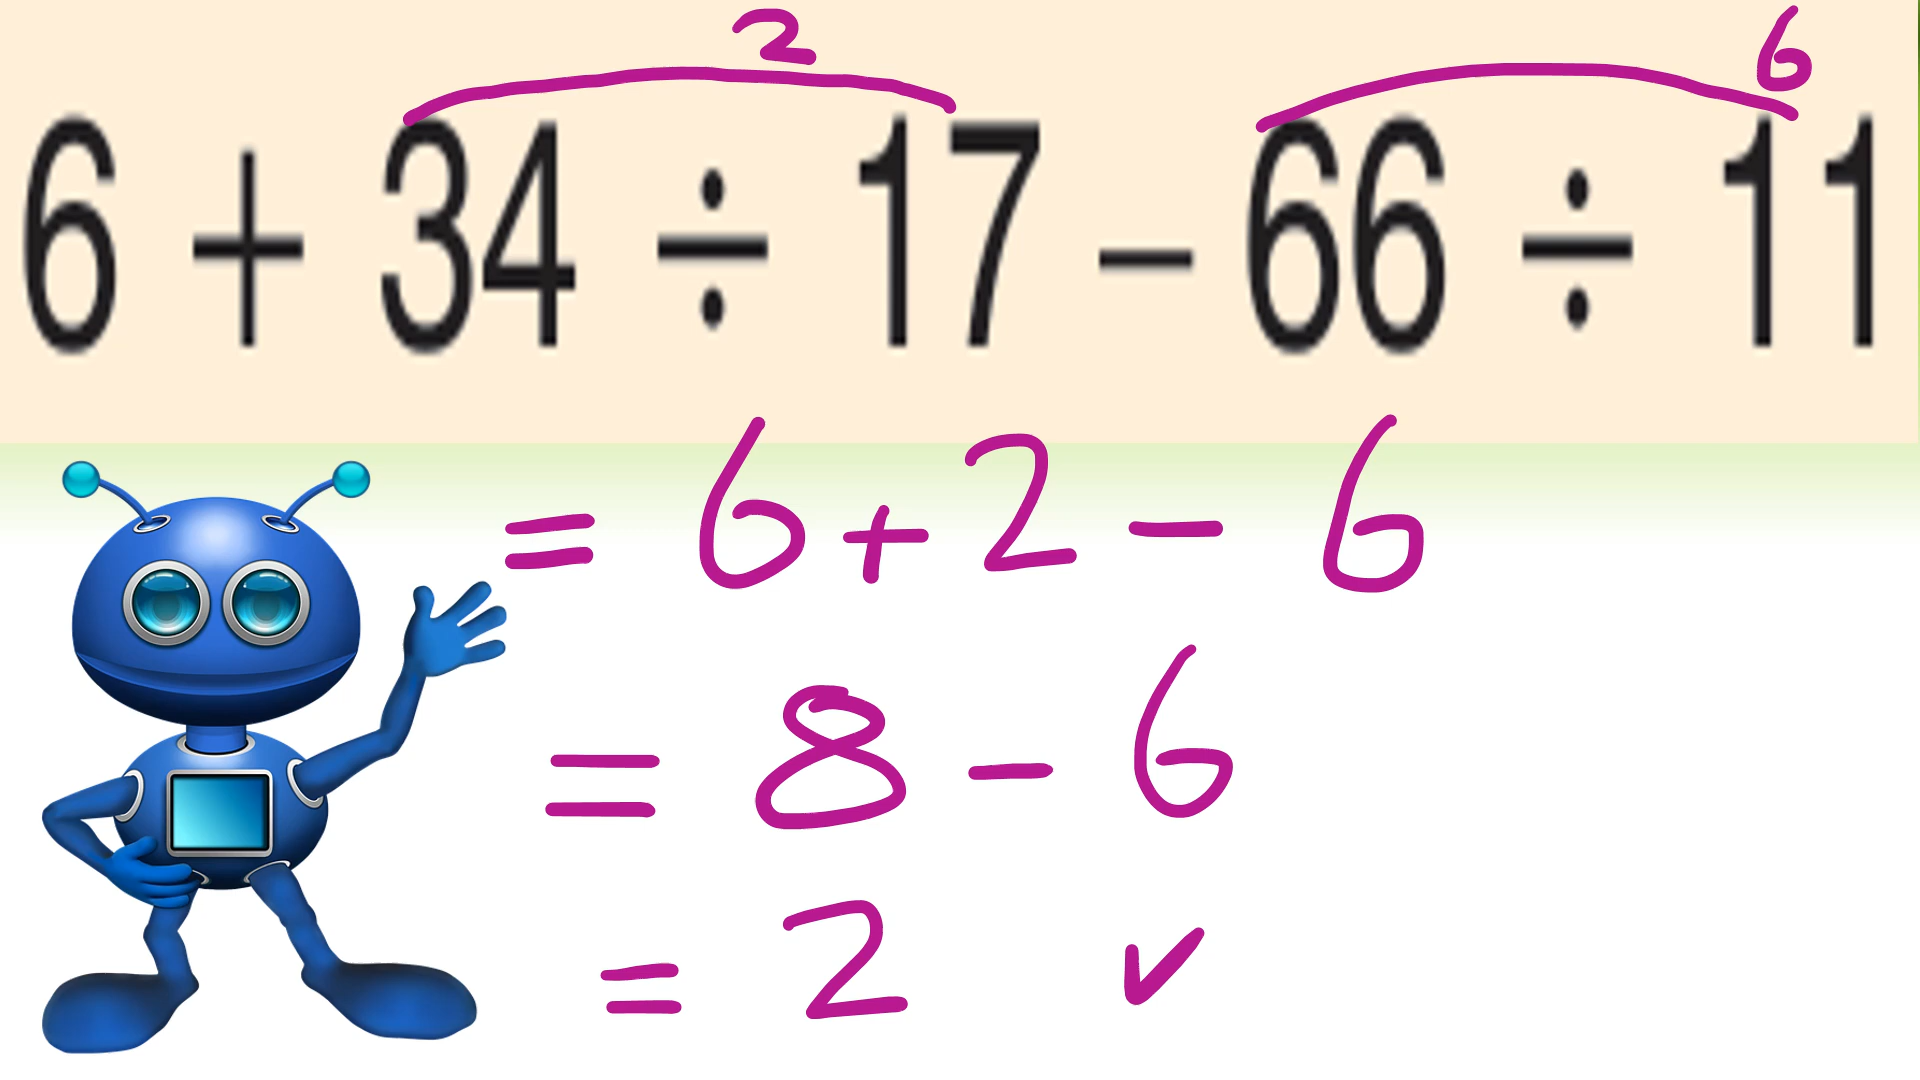 2 6
6 + 34 ÷ 17 – 66 ÷ 11
= 6 + 2 – 6
= 8 – 6
= 2 ✓